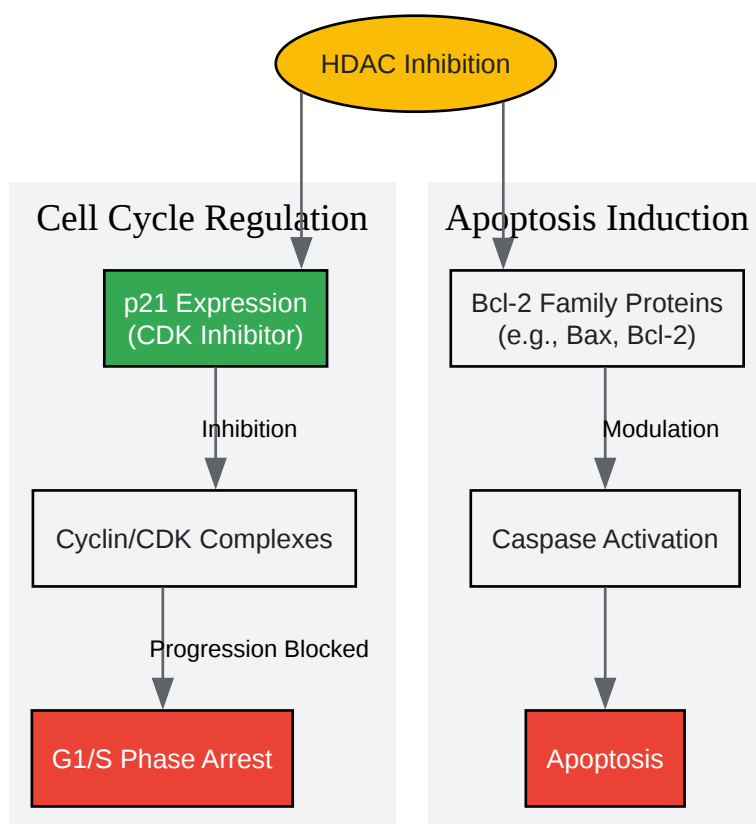 HDAC Inhibition
Cell Cycle Regulation
p21 Expression
(CDK Inhibitor)
Inhibition
Cyclin/CDK Complexes
Progression Blocked
G1/S Phase Arrest
Apoptosis Induction
Bcl-2 Family Proteins
(e.g., Bax, Bcl-2)
Modulation
Caspase Activation
Apoptosis